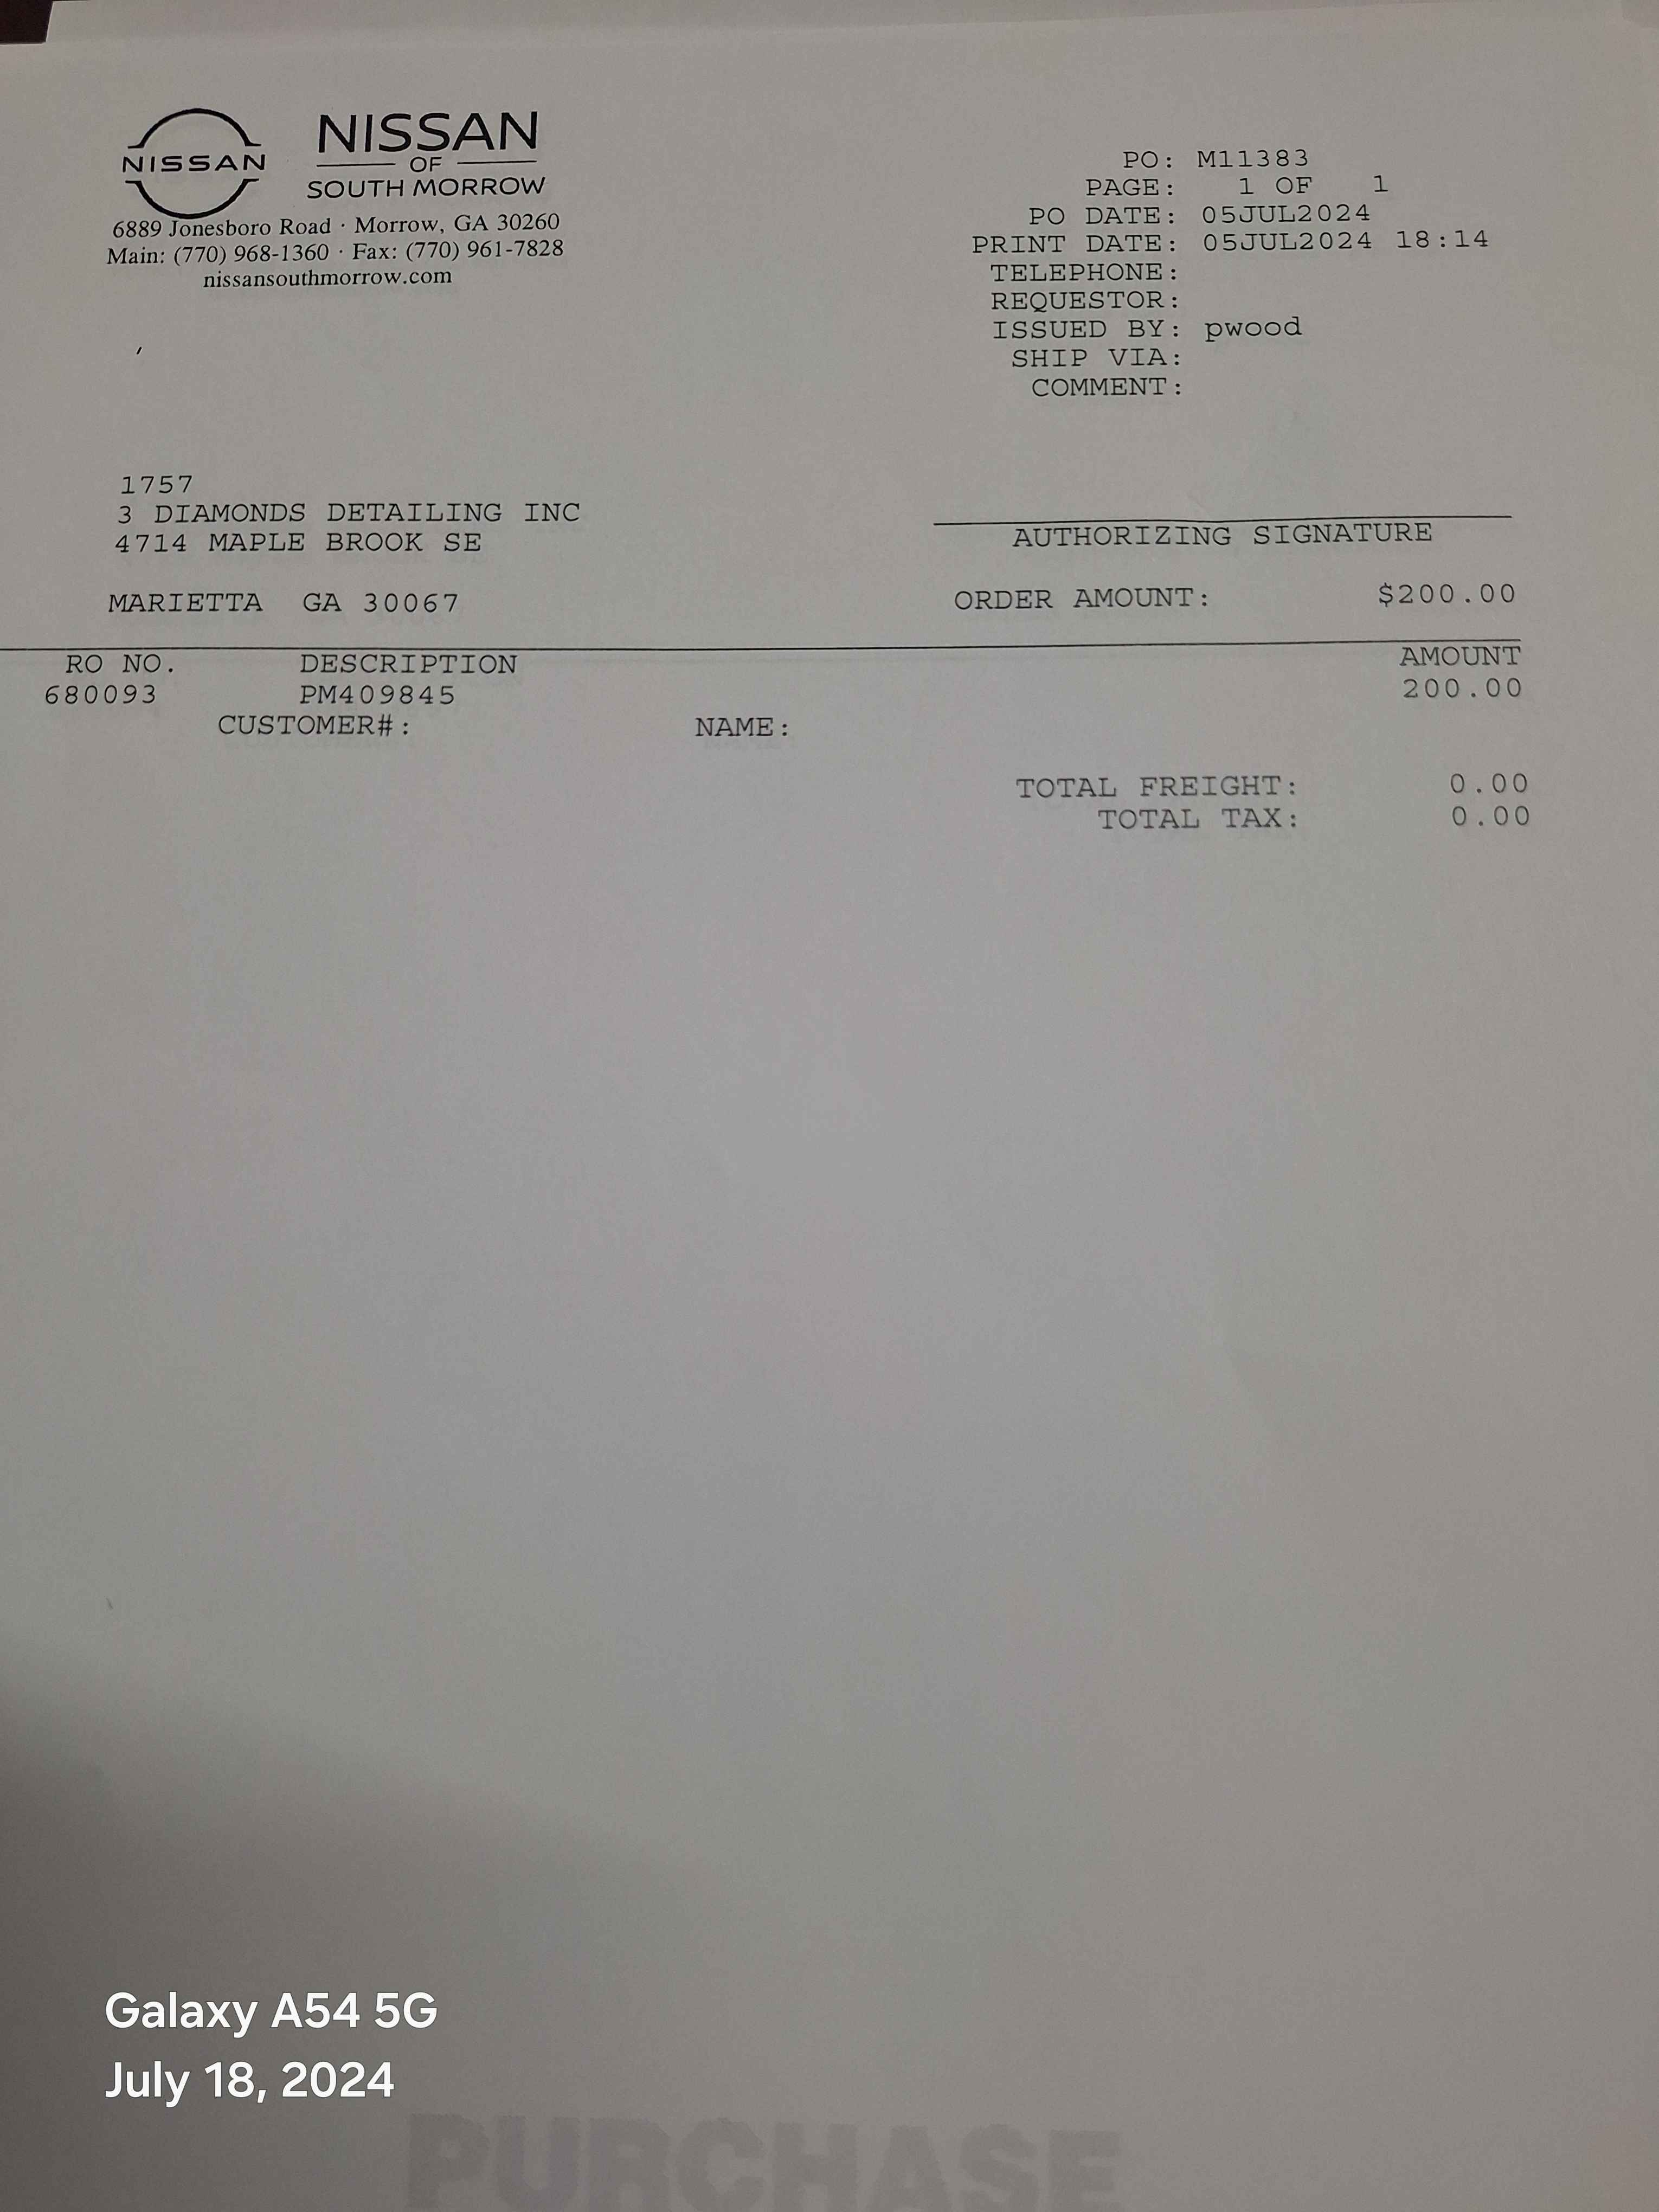 NISSAN
NISSAN
OF
SOUTH MORROW
6889 Jonesboro Road · Morrow, GA 30260
Main: (770) 968-1360 · Fax: (770) 961-7828
nissansouthmorrow.com
PO: M11383
PAGE: 1 OF 1
PO DATE: 05JUL2024
PRINT DATE: 05JUL2024 18:14
TELEPHONE:
REQUESTOR:
ISSUED BY: pwood
SHIP VIA:
COMMENT:
1757
3 DIAMONDS DETAILING INC
4714 MAPLE BROOK SE
MARIETTA GA 30067
AUTHORIZING SIGNATURE
ORDER AMOUNT: $200.00
RO NO. DESCRIPTION AMOUNT
680093 PM409845 200.00
CUSTOMER#: NAME:
TOTAL FREIGHT: 0.00
TOTAL TAX: 0.00
Galaxy A54 5G
July 18, 2024
PURCHASE